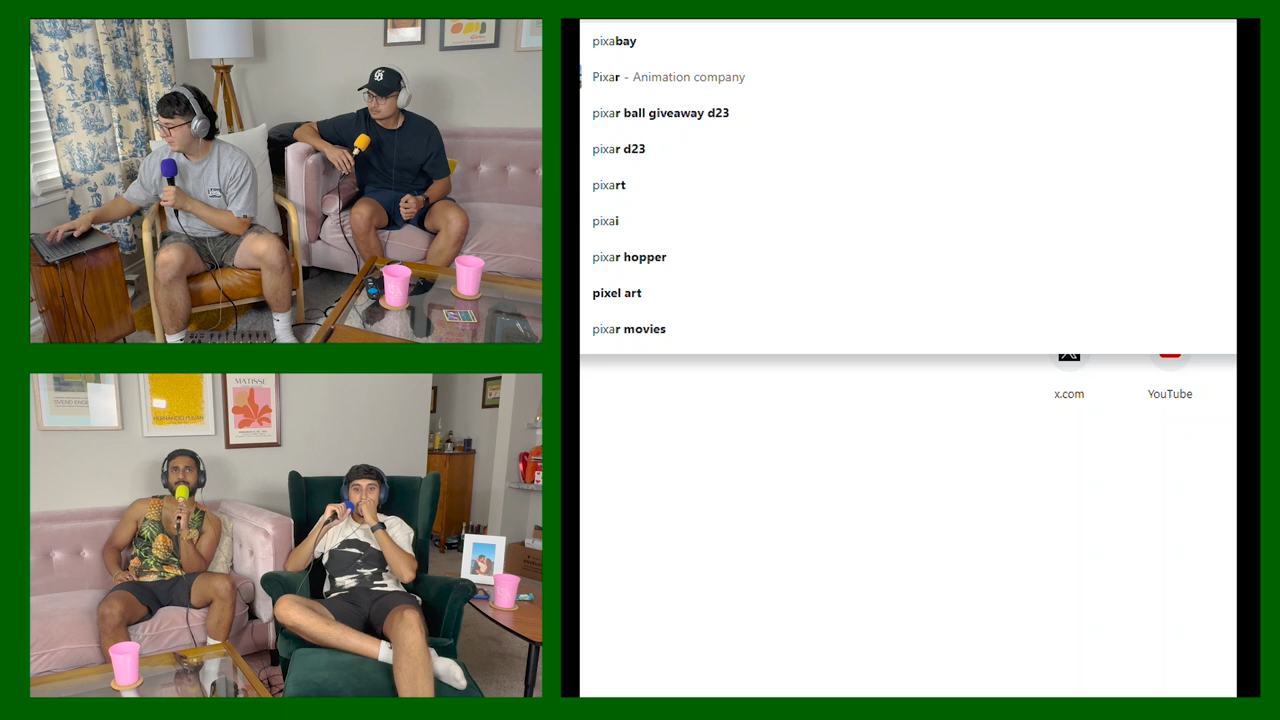 MATISSE
pixabay
Pixar - Animation company
pixar ball giveaway d23
pixar d23
pixart
pixai
pixar hopper
pixel art
pixar movies
x.com
YouTube